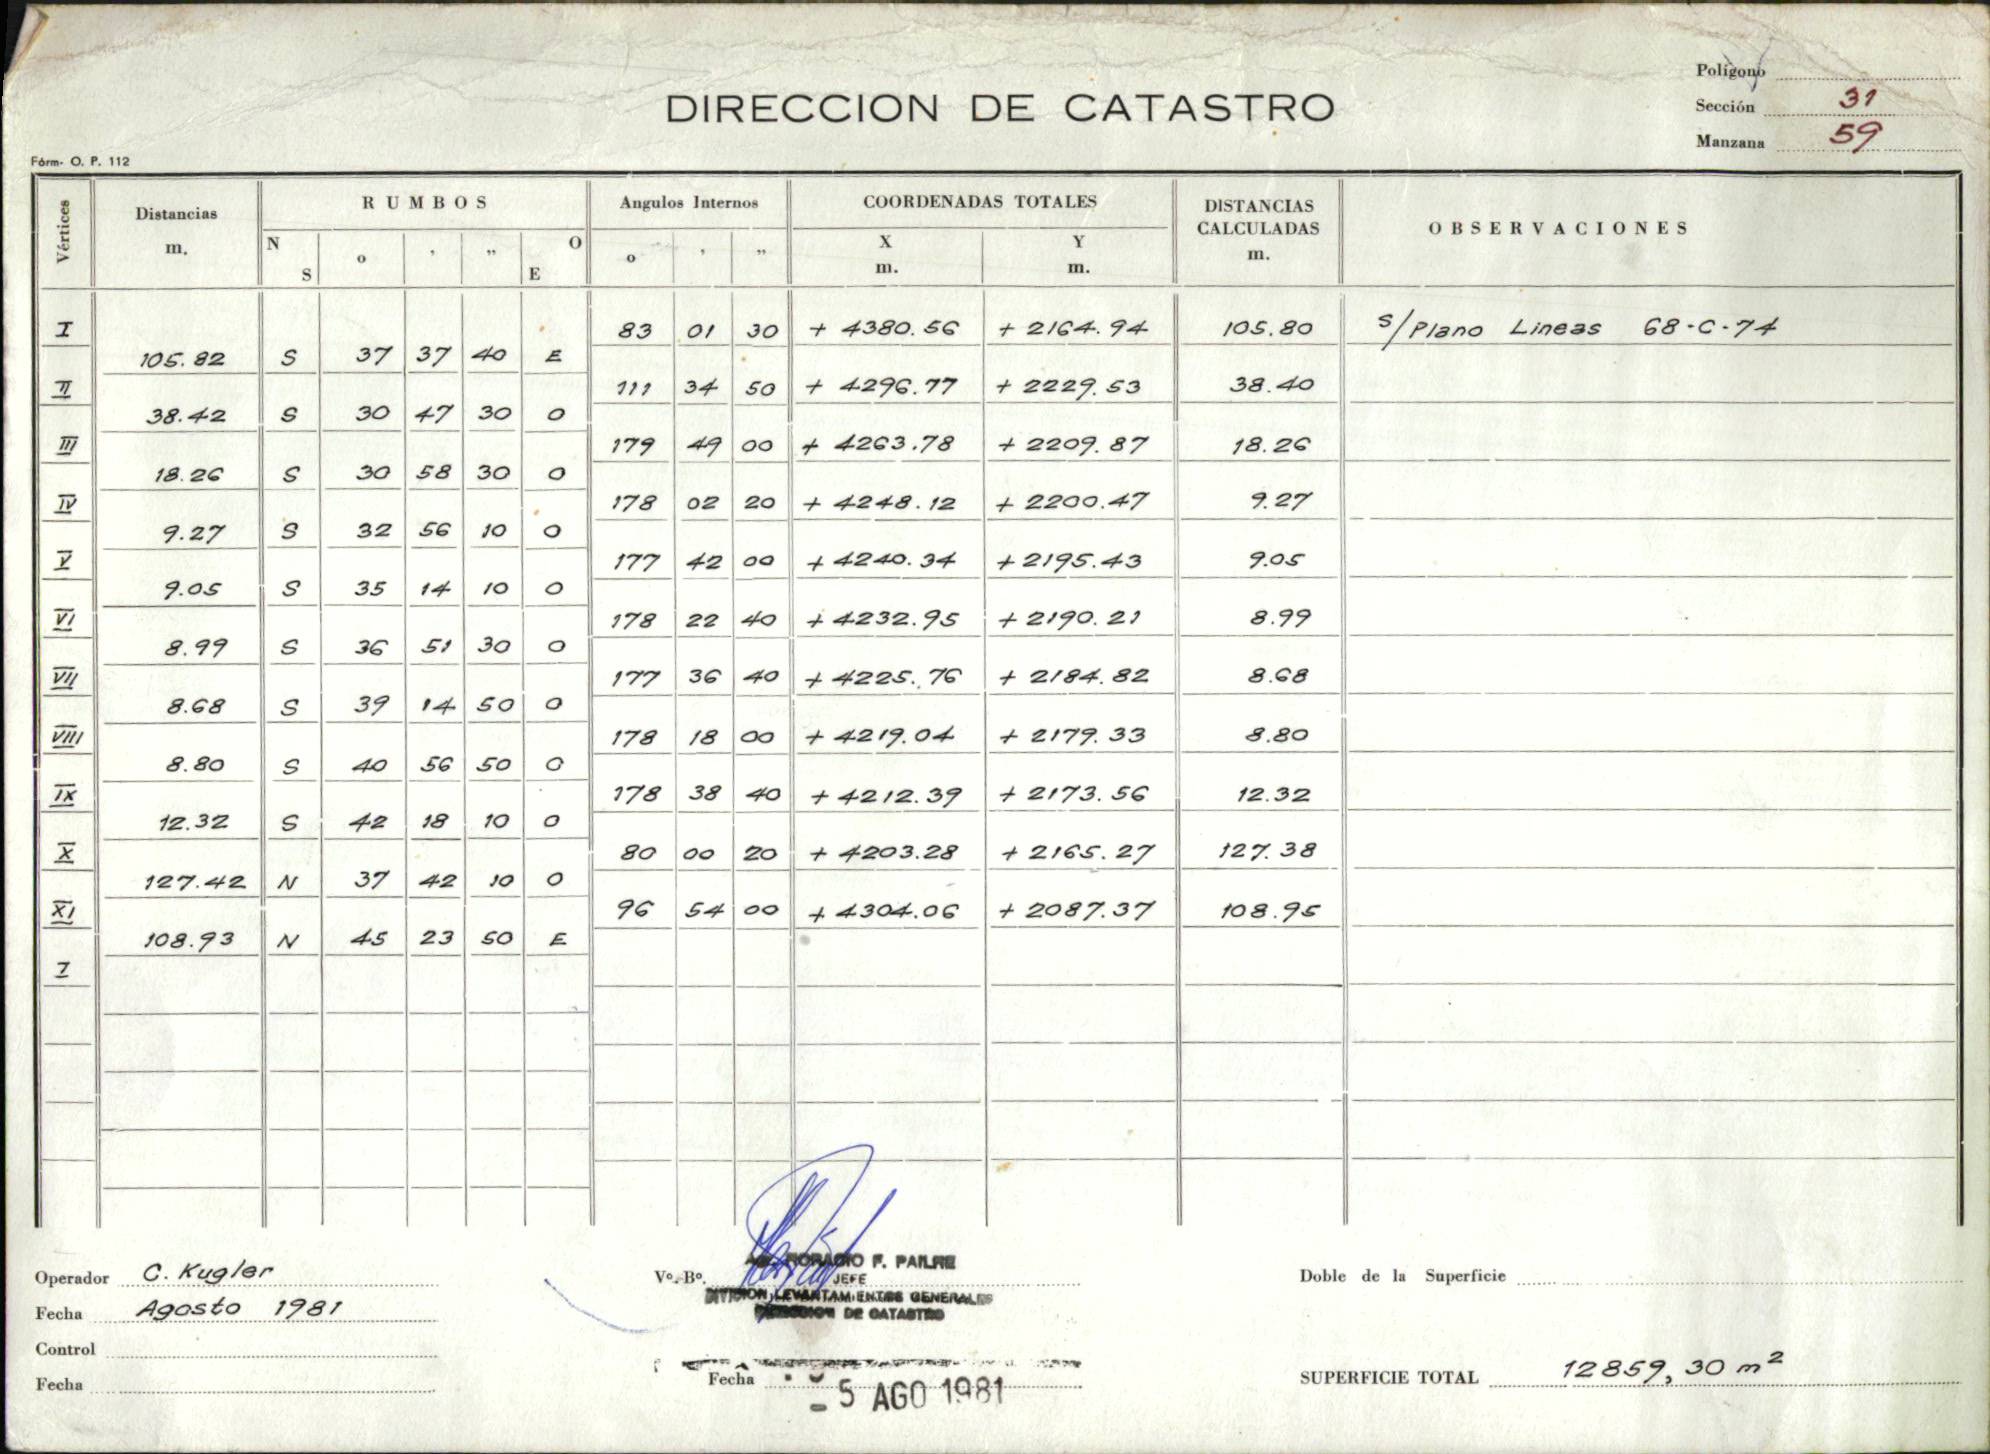 Polígono
DIRECCION DE CATASTRO
Sección 31
Manzana 59
Fórm. O. P. 112
Vértices Distancias m. RUMBOS Angulos Internos COORDENADAS TOTALES DISTANCIAS CALCULADAS m. OBSERVACIONES
N S o ' " O E o ' " X m. Y m.
I 83 01 30 + 4380.56 + 2164.94 105.80 s/Plano Lineas 68-C-74
105.82 S 37 37 40 E
II 111 34 50 + 4296.77 + 2229.53 38.40
38.42 S 30 47 30 O
III 179 49 00 + 4263.78 + 2209.87 18.26
18.26 S 30 58 30 O
IV 178 02 20 + 4248.12 + 2200.47 9.27
9.27 S 32 56 10 O
V 177 42 00 + 4240.34 + 2195.43 9.05
9.05 S 35 14 10 O
VI 178 22 40 + 4232.95 + 2190.21 8.99
8.99 S 36 51 30 O
VII 177 36 40 + 4225.76 + 2184.82 8.68
8.68 S 39 14 50 O
VIII 178 18 00 + 4219.04 + 2179.33 8.80
8.80 S 40 56 50 O
IX 178 38 40 + 4212.39 + 2173.56 12.32
12.32 S 42 18 10 O
X 80 00 20 + 4203.28 + 2165.27 127.38
127.42 N 37 42 10 O
XI 96 54 00 + 4304.06 + 2087.37 108.95
108.93 N 45 23 50 E
I
Operador C. Kugler
Fecha Agosto 1981
Control
Fecha
Vº. Bº.
HORACIO F.
JEFE
DIVISION LEVANTAMIENTOS GENERALES
DIRECCION DE CATASTRO
Fecha 5 AGO 1981
Doble de la Superficie
SUPERFICIE TOTAL 12859,30 m²